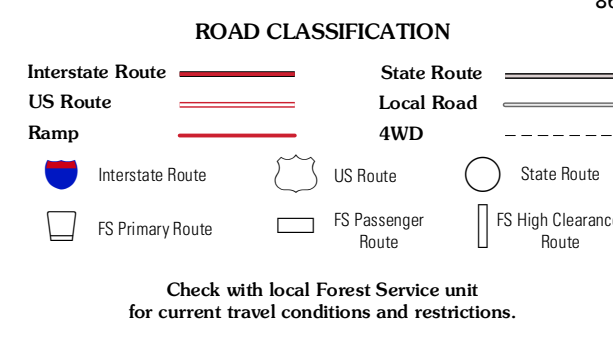 ROAD CLASSIFICATION
Interstate Route
State Route
US Route
Local Road
Ramp
4WD
Interstate Route
US Route
State Route
FS Primary Route
FS Passenger
Route
FS High Clearance
Route
Check with local Forest Service unit
for current travel conditions and restrictions.